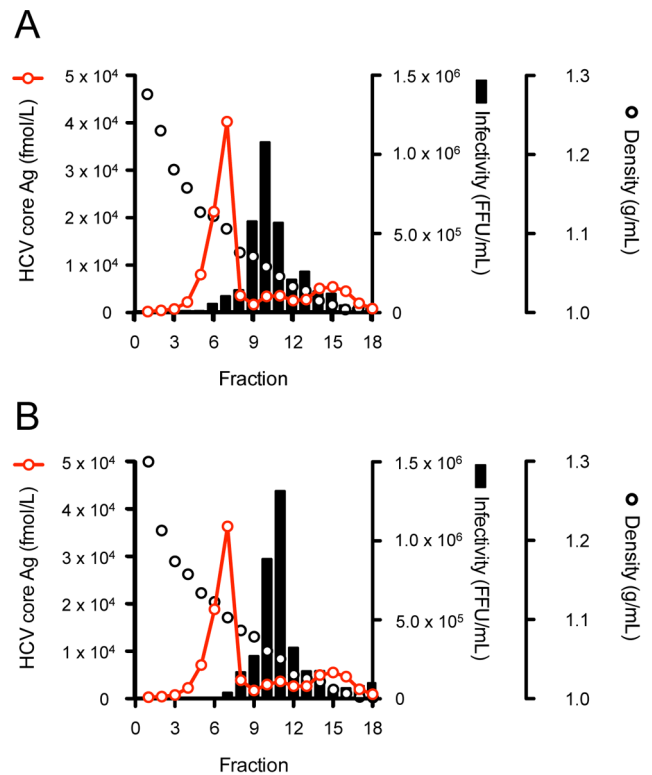 A
HCV core Ag (fmol/L)
5 x 10⁴
4 x 10⁴
3 x 10⁴
2 x 10⁴
1 x 10⁴
0
0 3 6 9 12 15 18
Fraction
1.5 x 10⁶
1.0 x 10⁶
5.0 x 10⁵
0
Infectivity (FFU/mL)
1.3
1.2
1.1
1.0
Density (g/mL)
B
HCV core Ag (fmol/L)
5 x 10⁴
4 x 10⁴
3 x 10⁴
2 x 10⁴
1 x 10⁴
0
0 3 6 9 12 15 18
Fraction
1.5 x 10⁶
1.0 x 10⁶
5.0 x 10⁵
0
Infectivity (FFU/mL)
1.3
1.2
1.1
1.0
Density (g/mL)